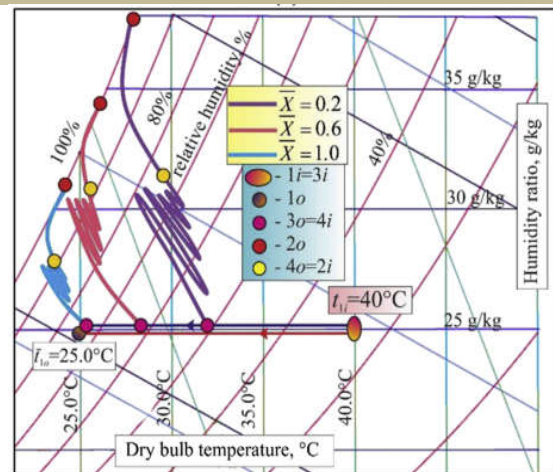 35 g/kg
80%
relative humidity,%
X̅ = 0.2
X̅ = 0.6
X̅ = 1.0
100%
40%
Humidity ratio, g/kg
- 1i=3i
- 1o
- 3o=4i
- 2o
- 4o=2i
30 g/kg
t1i=40°C
25 g/kg
t̄1o=25.0°C
25.0°C
30.0°C
35.0°C
40.0°C
Dry bulb temperature, °C